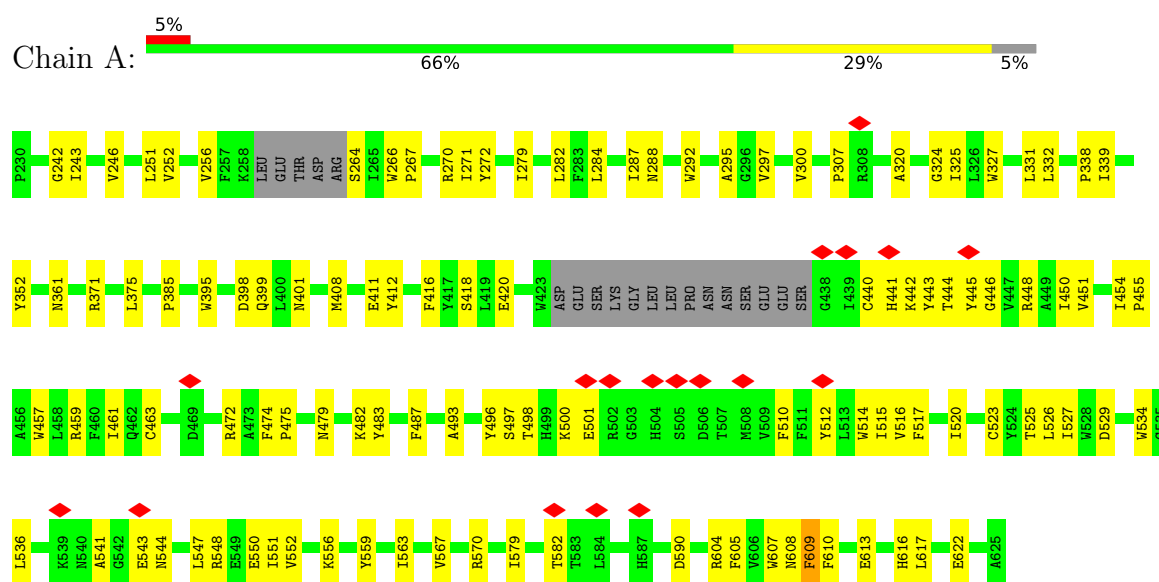 5%
Chain A:
66% 29% 5%
P230 G242 I243 V246 L251 V252 V256 F257 K258 LEU GLU THR ASP ARG S264 I265 W266 P267 R270 I271 Y272 I279 L282 F283 L284 I287 N288 W292 A295 G296 V297 V300 P307 R308 A320 G324 I325 L326 W327 L331 L332 P338 I339
Y352 N361 R371 L375 P385 W395 D398 Q399 L400 N401 M408 E411 Y412 F416 Y417 S418 L419 E420 W423 ASP GLU SER LYS GLY LEU LEU PRO ASN ASN SER GLU GLU SER G438 I439 C440 H441 K442 Y443 T444 Y445 G446 V447 R448 A449 I450 V451 I454 P455
A456 W457 L458 R459 F460 I461 Q462 C463 D469 R472 A473 F474 P475 N479 K482 Y483 F487 A493 Y496 S497 T498 H499 K500 E501 R502 G503 H504 S505 D506 T507 M508 V509 F510 F511 Y512 L513 W514 I515 V516 F517 I520 C523 Y524 T525 L526 I527 W528 D529 W534
L536 K539 N540 A541 G542 E543 N544 L547 R548 E549 E550 I551 V552 K556 Y559 I563 V567 R570 I579 T582 T583 L584 H587 D590 R604 F605 V606 W607 N608 F609 F610 E613 H616 L617 E622 A625